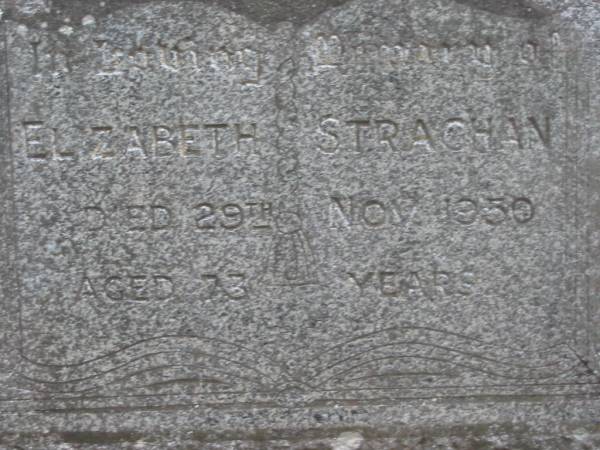 In Loving Memory of
ELIZABETH STRACHAN
DIED 29TH NOV. 1950
AGED 73 YEARS